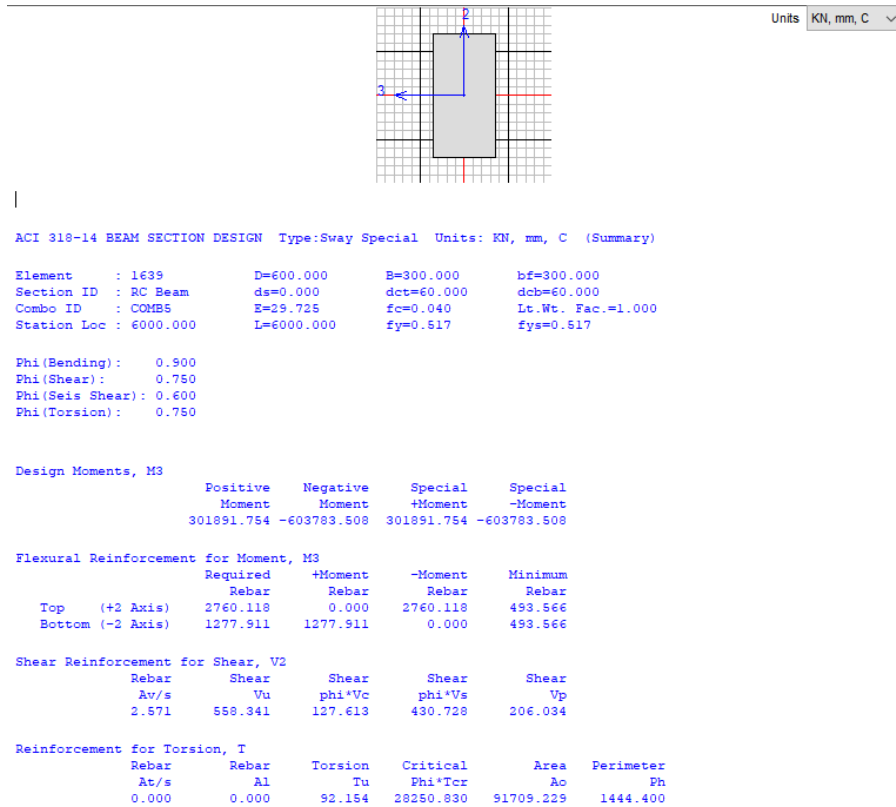 Units KN, mm, C
2
3
ACI 318-14 BEAM SECTION DESIGN Type:Sway Special Units: KN, mm, C (Summary)
Element : 1639 D=600.000 B=300.000 bf=300.000
Section ID : RC Beam ds=0.000 dct=60.000 dcb=60.000
Combo ID : COMB5 E=29.725 fc=0.040 Lt.Wt. Fac.=1.000
Station Loc : 6000.000 L=6000.000 fy=0.517 fys=0.517
Phi(Bending): 0.900
Phi(Shear): 0.750
Phi(Seis Shear): 0.600
Phi(Torsion): 0.750
Design Moments, M3
Positive Negative Special Special
Moment Moment +Moment -Moment
301891.754 -603783.508 301891.754 -603783.508
Flexural Reinforcement for Moment, M3
Required +Moment -Moment Minimum
Rebar Rebar Rebar Rebar
Top (+2 Axis) 2760.118 0.000 2760.118 493.566
Bottom (-2 Axis) 1277.911 1277.911 0.000 493.566
Shear Reinforcement for Shear, V2
Rebar Shear Shear Shear Shear
Av/s Vu phi*Vc phi*Vs Vp
2.571 558.341 127.613 430.728 206.034
Reinforcement for Torsion, T
Rebar Rebar Torsion Critical Area Perimeter
At/s Al Tu Phi*Tcr Ao Ph
0.000 0.000 92.154 28250.830 91709.229 1444.400